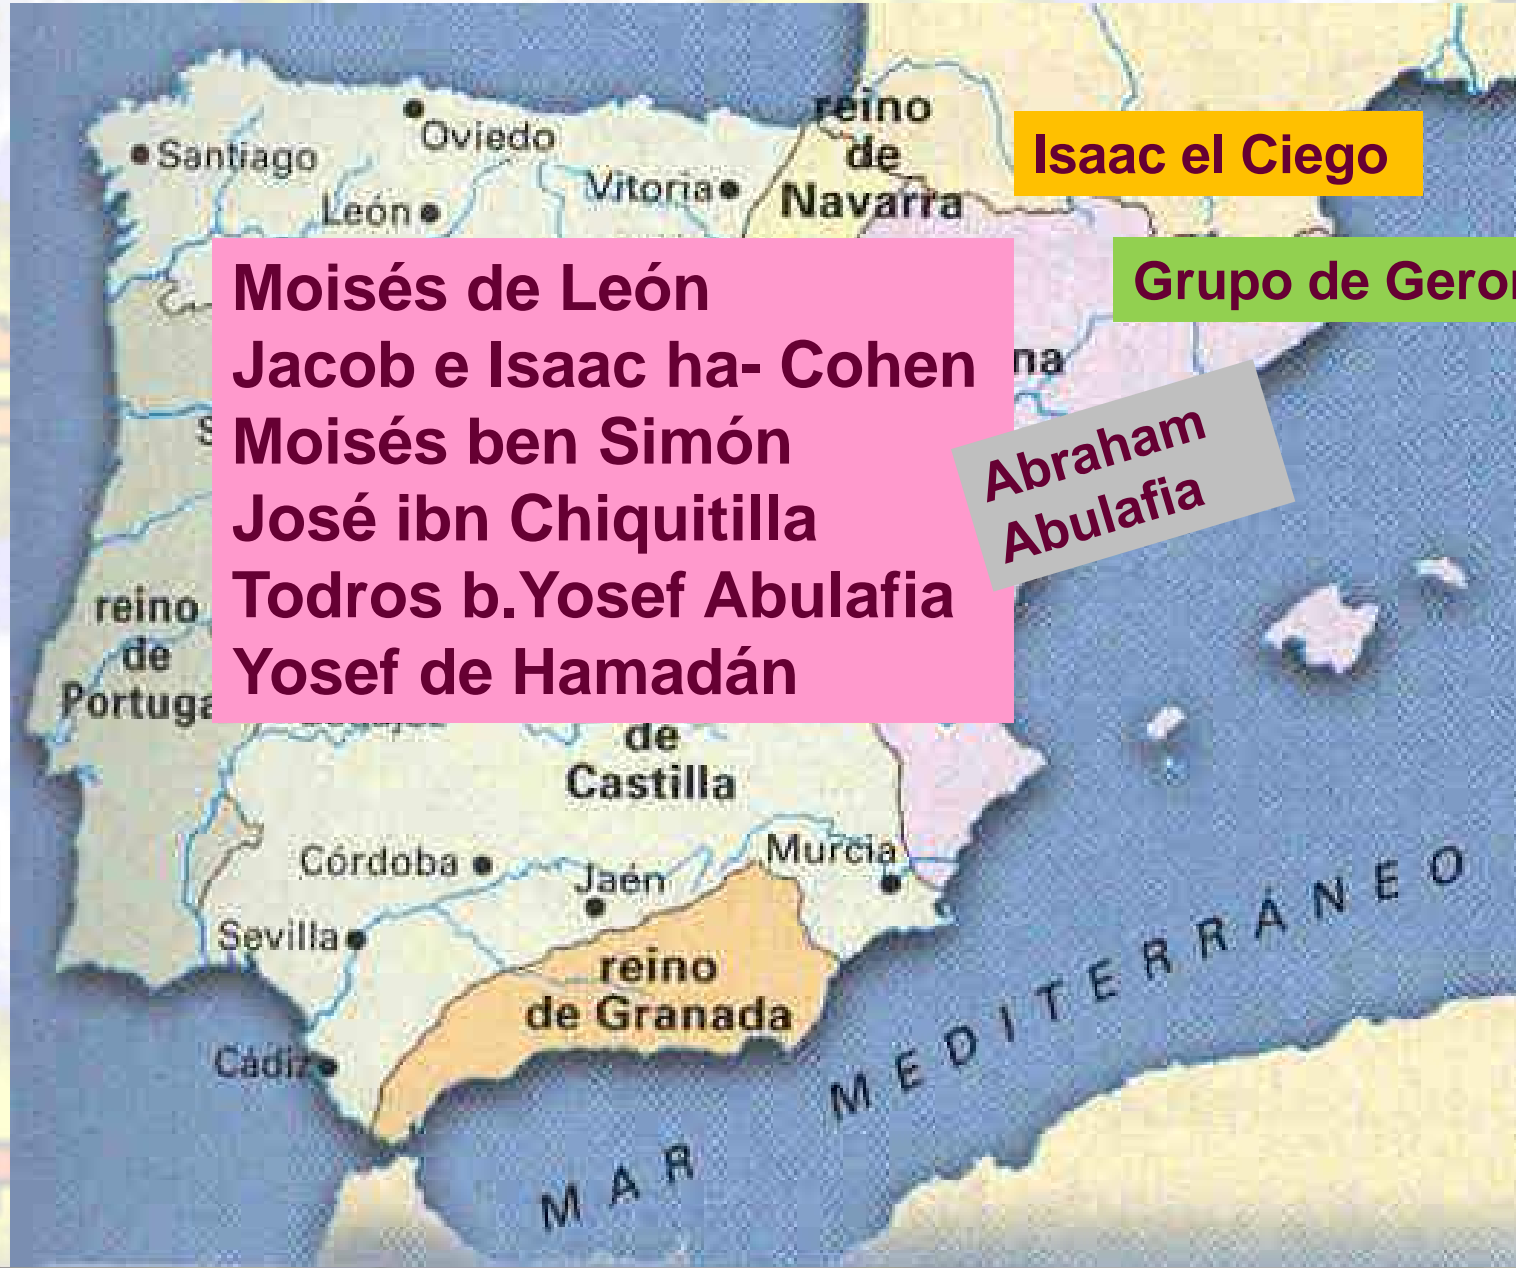 Oviedo
Santiago
reino
de
Navarra
Isaac el Ciego
Vitoria
León
Grupo de Geron
Moisés de León
Jacob e Isaac ha- Cohen
Moisés ben Simón
José ibn Chiquitilla
Todros b.Yosef Abulafia
Yosef de Hamadán
na
Abraham
Abulafia
reino
de
Portuga
de
Castilla
Córdoba
Jaén
Murcia
Sevilla
reino
de Granada
Cádiz
MAR MEDITERRÁNEO